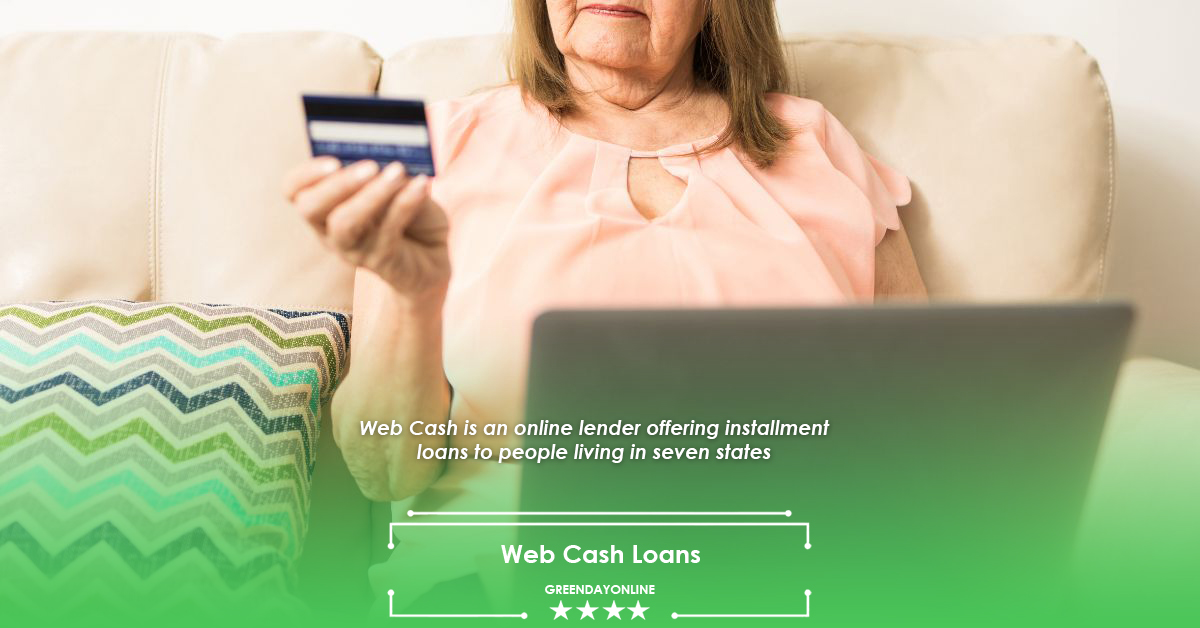 Web Cash is an online lender offering installment
loans to people living in seven states
Web Cash Loans
GREENDAYONLINE